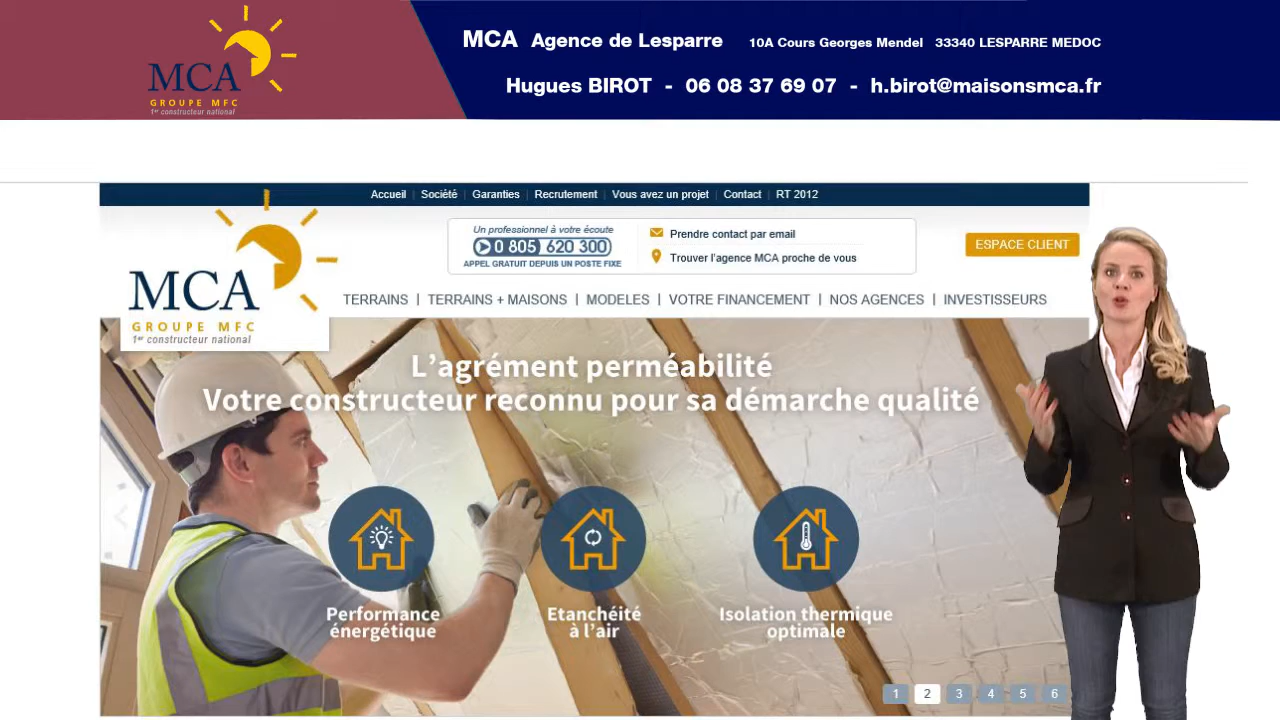 MCA
GROUPE MFC
1er constructeur national
MCA Agence de Lesparre 10A Cours Georges Mendel 33340 LESPARRE MEDOC
Hugues BIROT - 06 08 37 69 07 - h.birot@maisonsmca.fr
Accueil | Société | Garanties | Recrutement | Vous avez un projet | Contact | RT 2012
MCA
GROUPE MFC
1er constructeur national
Un professionnel à votre écoute
0 805 620 300
APPEL GRATUIT DEPUIS UN POSTE FIXE
Prendre contact par email
Trouver l'agence MCA proche de vous
ESPACE CLIENT
TERRAINS | TERRAINS + MAISONS | MODELES | VOTRE FINANCEMENT | NOS AGENCES | INVESTISSEURS
L'agrément perméabilité
Votre constructeur reconnu pour sa démarche qualité
Performance
énergétique
Etanchéité
à l'air
Isolation thermique
optimale
1 2 3 4 5 6